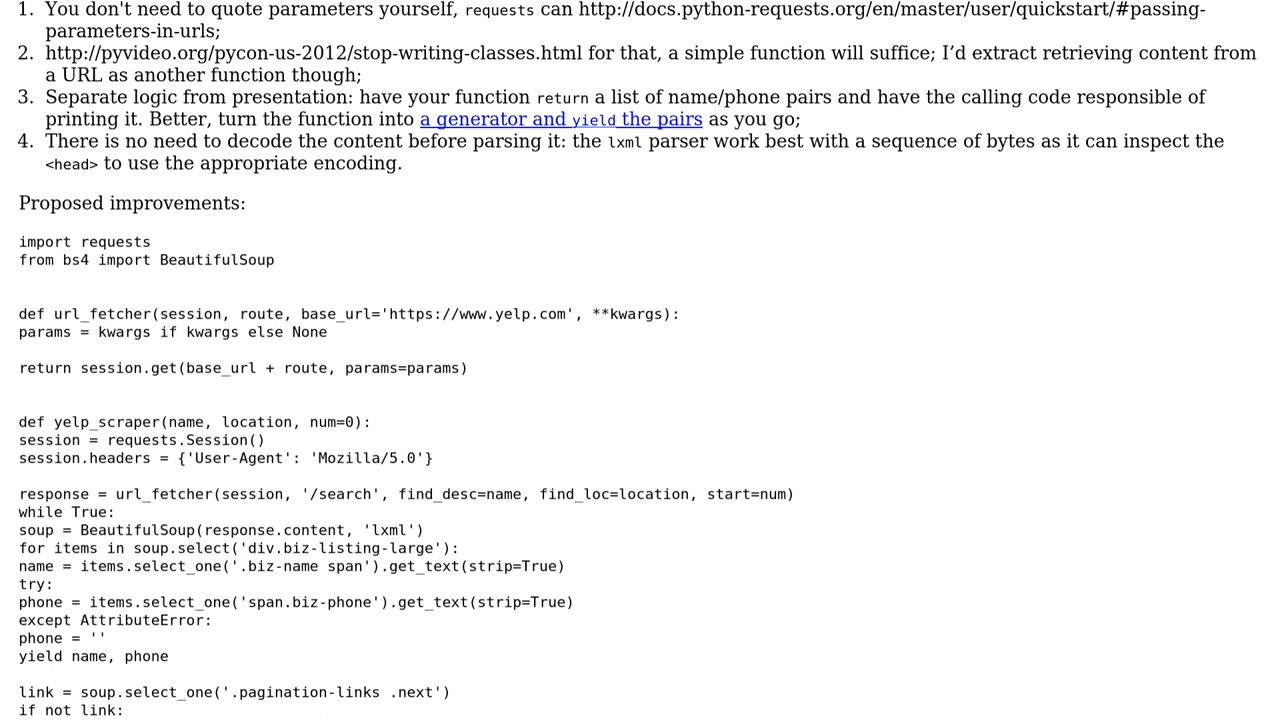 1. You don't need to quote parameters yourself, requests can http://docs.python-requests.org/en/master/user/quickstart/#passing-
parameters-in-urls;
2. http://pyvideo.org/pycon-us-2012/stop-writing-classes.html for that, a simple function will suffice; I’d extract retrieving content from
a URL as another function though;
3. Separate logic from presentation: have your function return a list of name/phone pairs and have the calling code responsible of
printing it. Better, turn the function into a generator and yield the pairs as you go;
4. There is no need to decode the content before parsing it: the lxml parser work best with a sequence of bytes as it can inspect the
<head> to use the appropriate encoding.
Proposed improvements:
import requests
from bs4 import BeautifulSoup
def url_fetcher(session, route, base_url='https://www.yelp.com', **kwargs):
params = kwargs if kwargs else None
return session.get(base_url + route, params=params)
def yelp_scraper(name, location, num=0):
session = requests.Session()
session.headers = {'User-Agent': 'Mozilla/5.0'}
response = url_fetcher(session, '/search', find_desc=name, find_loc=location, start=num)
while True:
soup = BeautifulSoup(response.content, 'lxml')
for items in soup.select('div.biz-listing-large'):
name = items.select_one('.biz-name span').get_text(strip=True)
try:
phone = items.select_one('span.biz-phone').get_text(strip=True)
except AttributeError:
phone = ''
yield name, phone
link = soup.select_one('.pagination-links .next')
if not link: